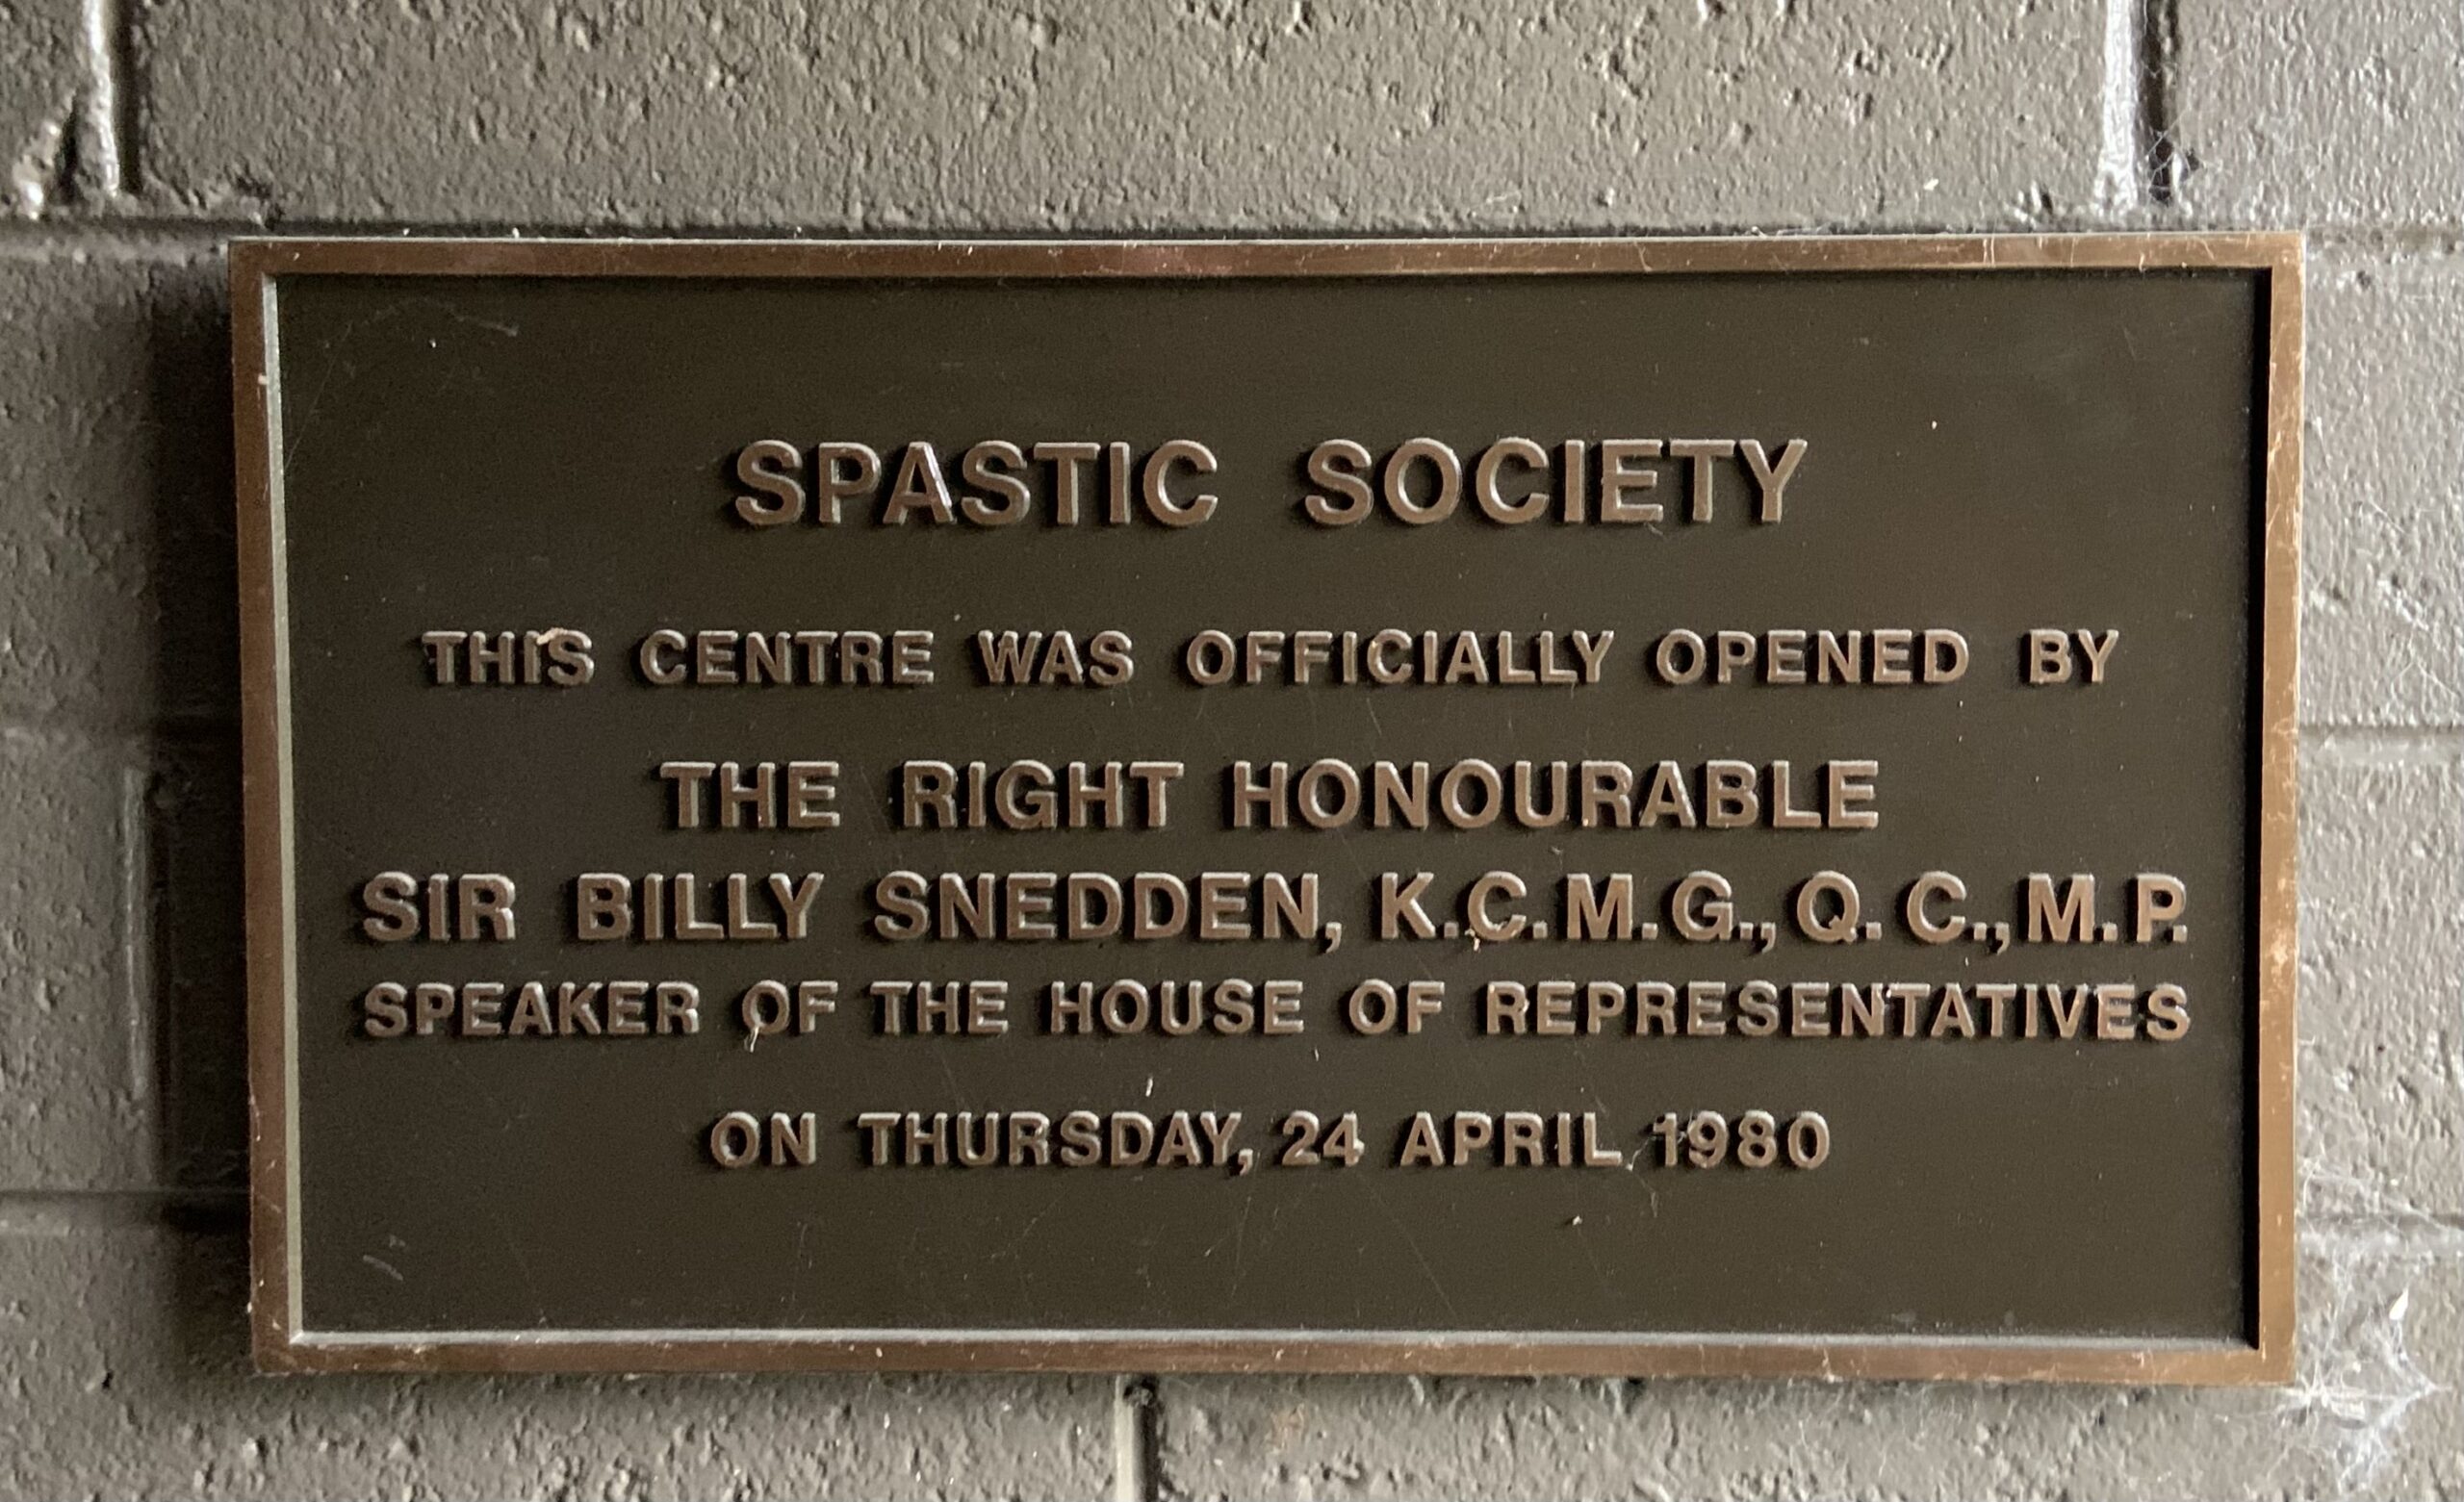 SPASTIC SOCIETY
THIS CENTRE WAS OFFICIALLY OPENED BY
THE RIGHT HONOURABLE
SIR BILLY SNEDDEN, K.C.M.G., Q.C., M.P.
SPEAKER OF THE HOUSE OF REPRESENTATIVES
ON THURSDAY, 24 APRIL 1980